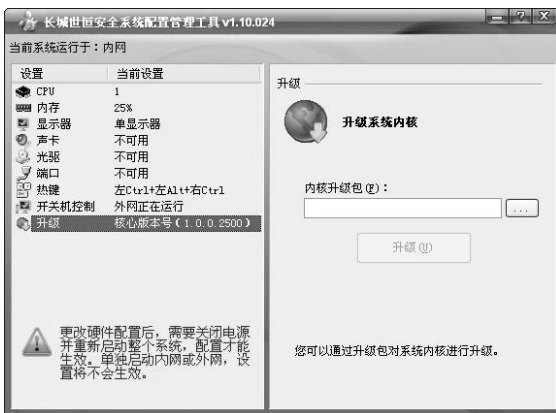 长城世恒安全系统配置管理工具 v1.10.024
当前系统运行于：内网
设置 当前设置
CPU 1
内存 25%
显示器 单显示器
声卡 不可用
光驱 不可用
端口 不可用
热键 左Ctrl+左Alt+右Ctrl
开关机控制 外网正在运行
升级 核心版本号（1.0.0.2500）
更改硬件配置后，需要关闭电源
并重新启动整个系统，配置才能
生效。单独启动内网或外网，设
置将不会生效。
升级
升级系统内核
内核升级包(F)：
...
升级(U)
您可以通过升级包对系统内核进行升级。